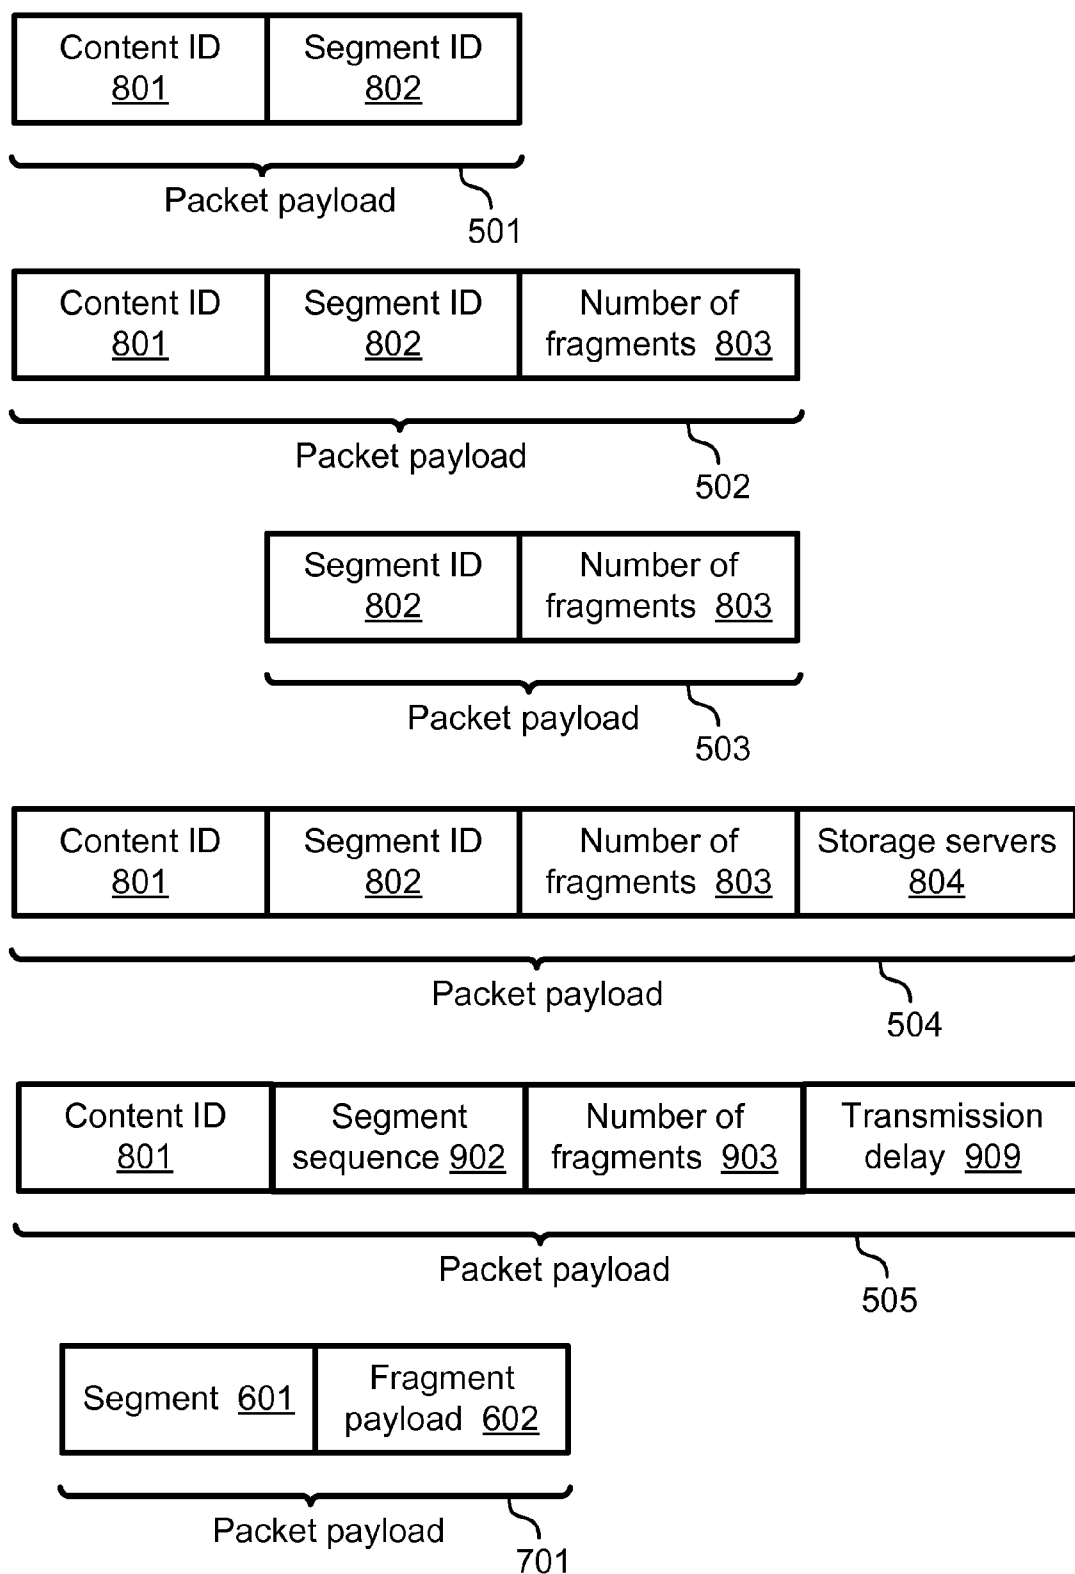 Content ID
801
Segment ID
802
Packet payload
501
Content ID
801
Segment ID
802
Number of
fragments 803
Packet payload
502
Segment ID
802
Number of
fragments 803
Packet payload
503
Content ID
801
Segment ID
802
Number of
fragments 803
Storage servers
804
Packet payload
504
Content ID
801
Segment
sequence 902
Number of
fragments 903
Transmission
delay 909
Packet payload
505
Segment 601
Fragment
payload 602
Packet payload
701